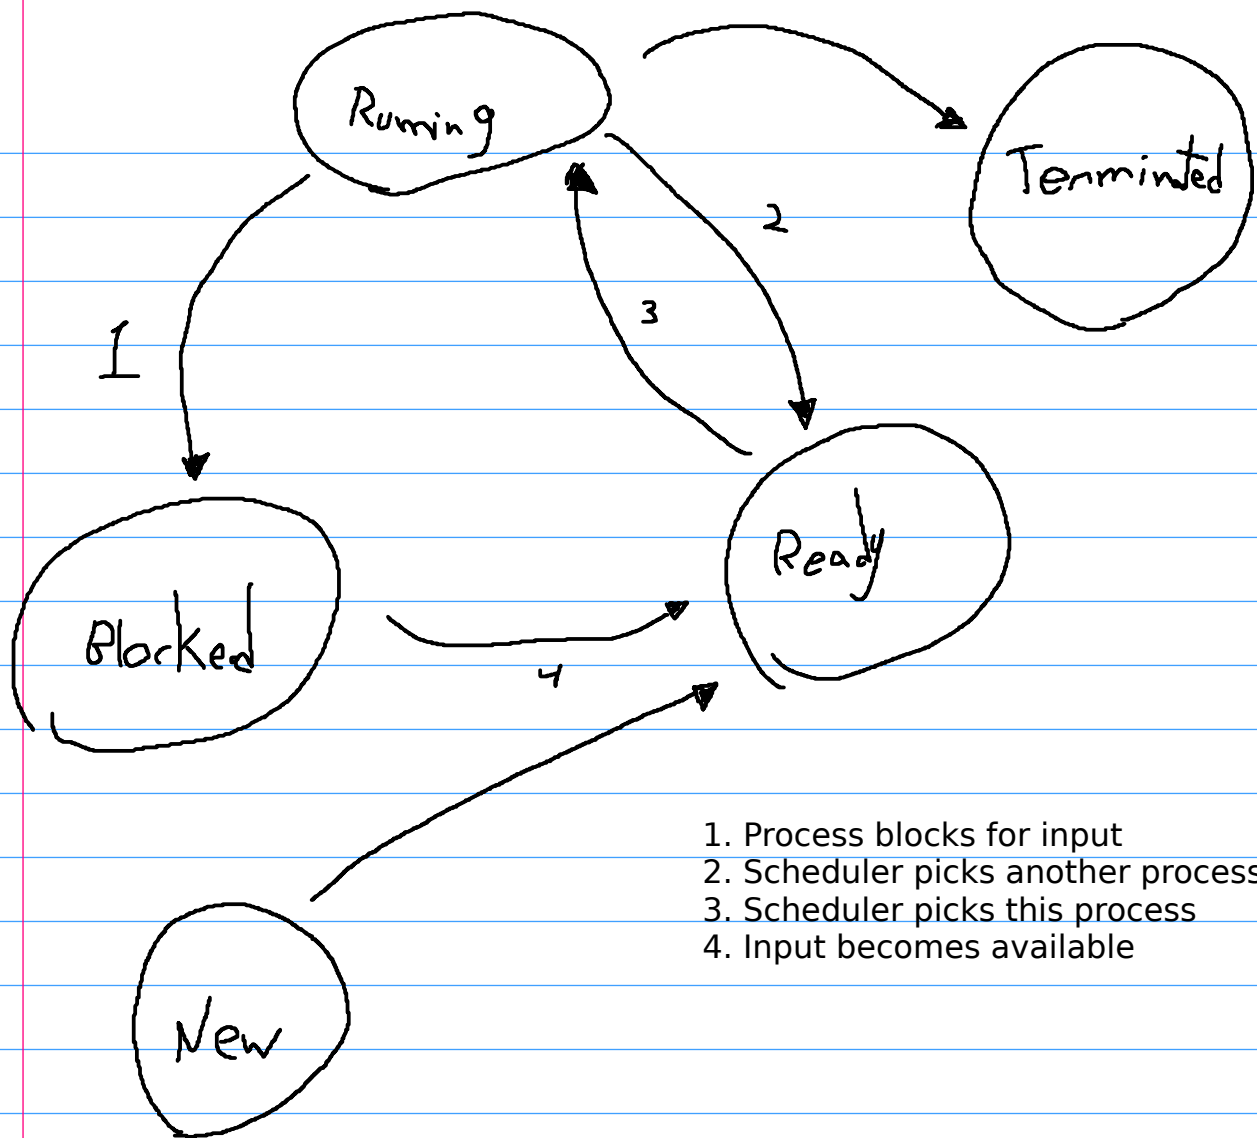 Running
Terminted
2
3
1
Ready
Blocked
4
1. Process blocks for input
2. Scheduler picks another process
3. Scheduler picks this process
4. Input becomes available
New